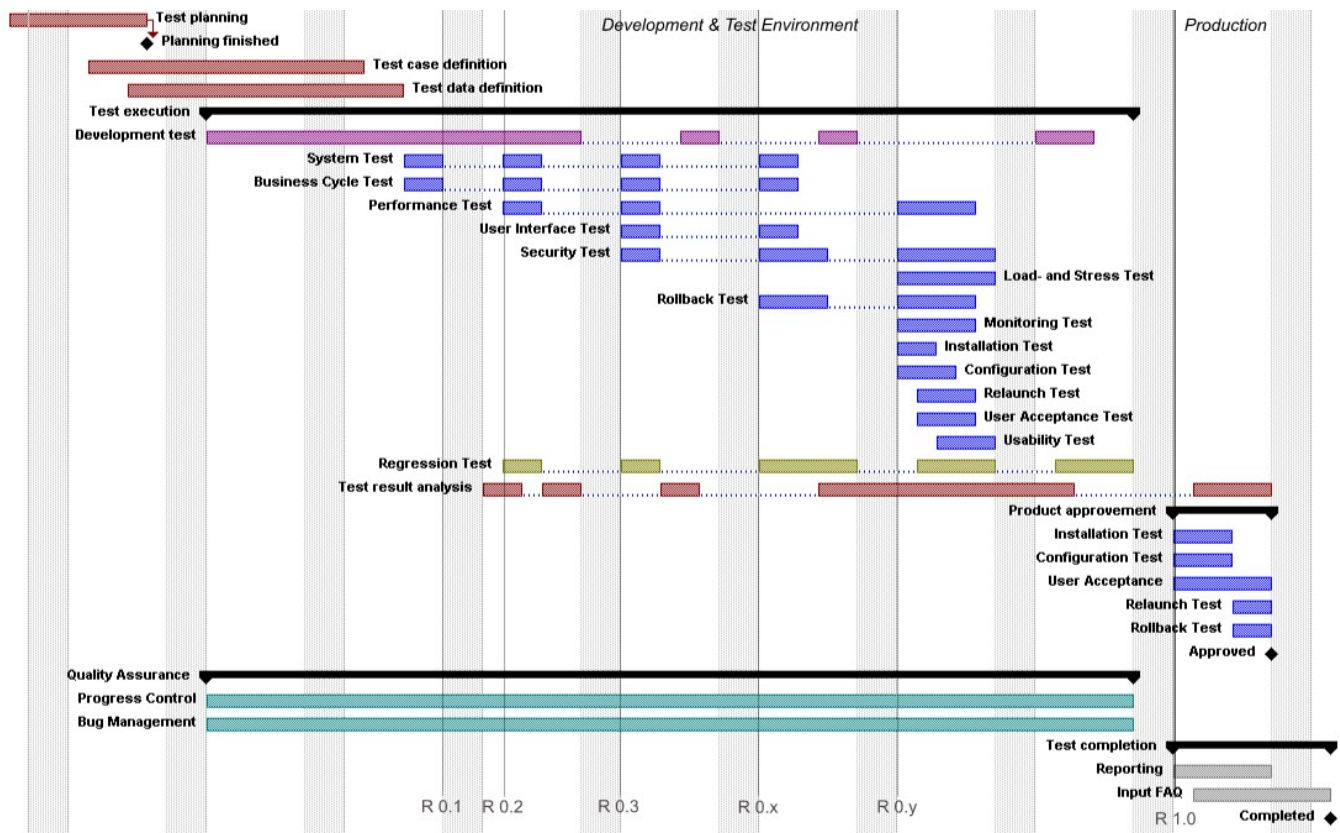 Test planning
Development & Test Environment
Production
Planning finished
Test case definition
Test data definition
Test execution
Development test
System Test
Business Cycle Test
Performance Test
User Interface Test
Security Test
Load- and Stress Test
Rollback Test
Monitoring Test
Installation Test
Configuration Test
Relaunch Test
User Acceptance Test
Usability Test
Regression Test
Test result analysis
Product approvement
Installation Test
Configuration Test
User Acceptance
Relaunch Test
Rollback Test
Approved
Quality Assurance
Progress Control
Bug Management
Test completion
Reporting
Input FAQ
R 0.1
R 0.2
R 0.3
R 0.x
R 0.y
R 1.0
Completed